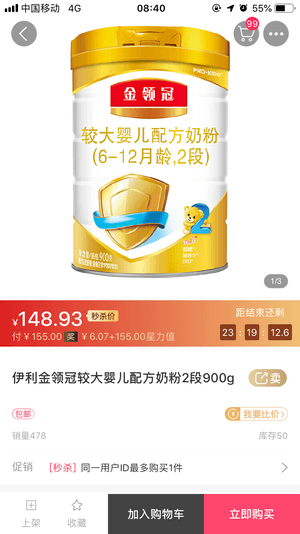 中国移动 4G 08:40 55%
99
PRO-KIDO
金领冠
较大婴儿配方奶粉
(6-12月龄,2段)
2
900克
1/3
¥148.93 秒杀价
距结束还剩
付￥155.00 奖 ￥6.07+155.00星力值
23 : 19 : 12.6
伊利金领冠较大婴儿配方奶粉2段900g
卖
包邮
我要比价>
销量478
库存50
促销 [秒杀] 同一用户ID最多购买1件
上架
收藏
加入购物车
立即购买